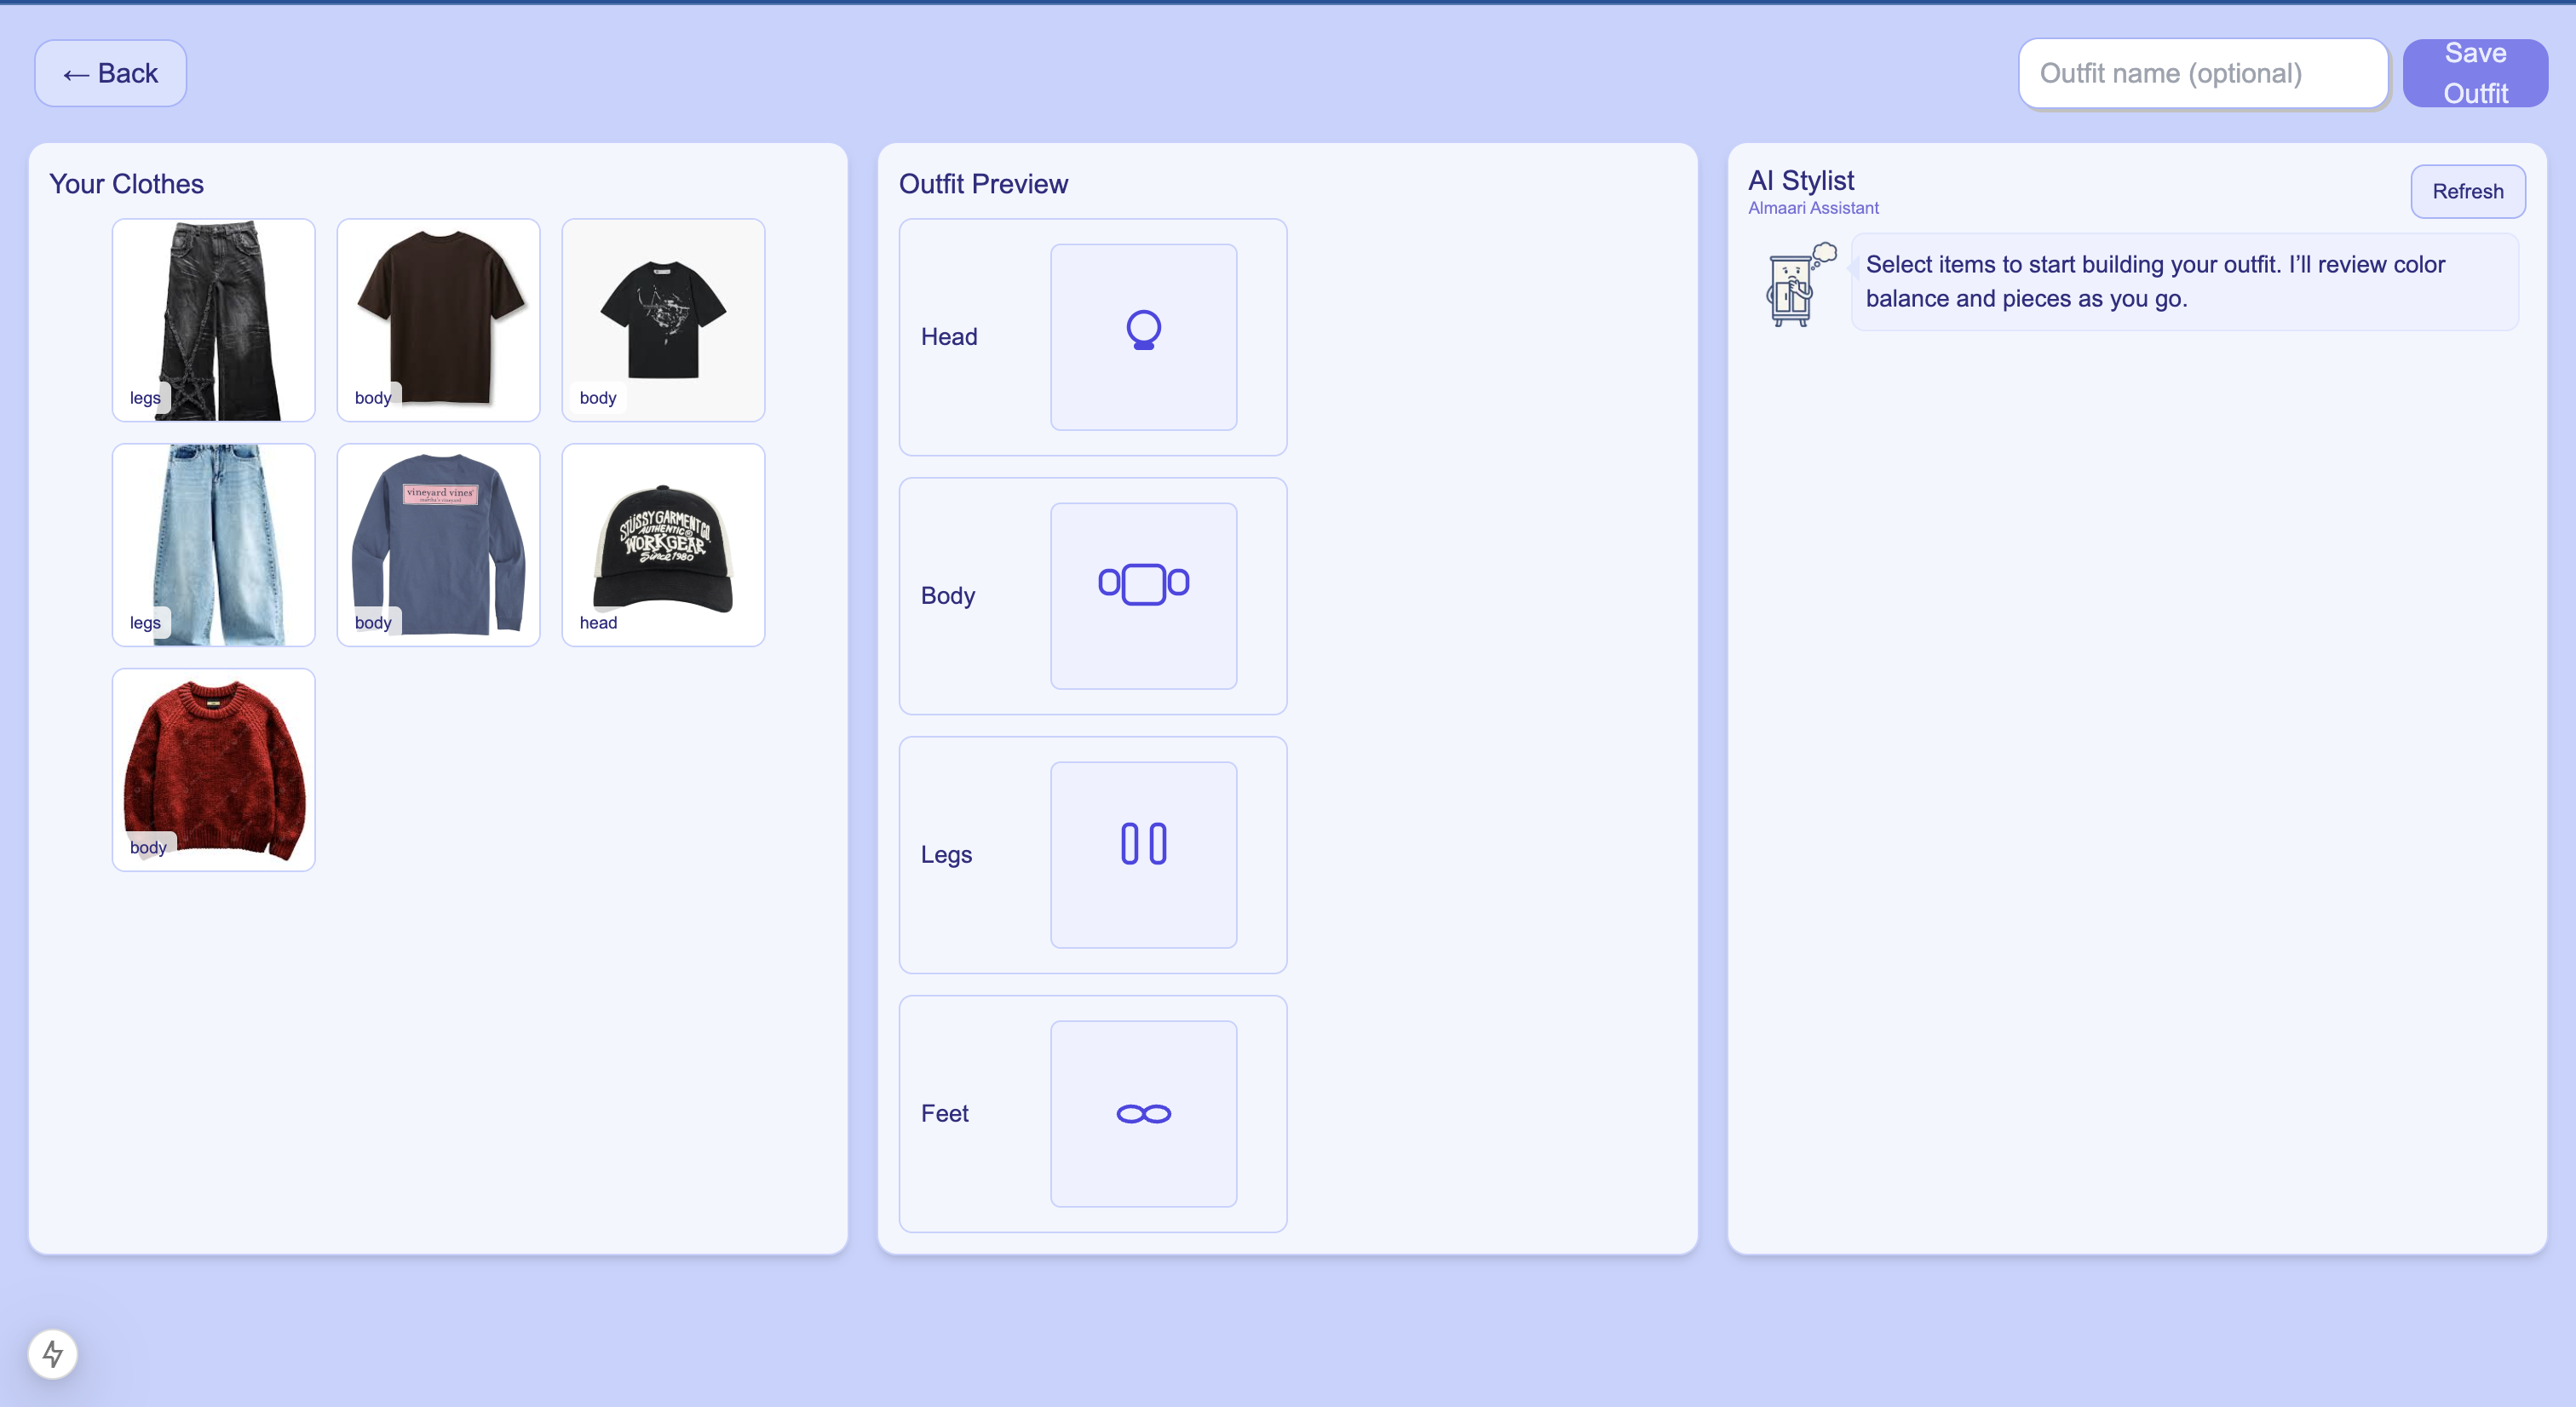 ← Back
Outfit name (optional)
Save
Outfit
Your Clothes
legs
body
body
legs
vineyard vines
body
STÜSSY GARMENT CO.
AUTHENTIC
WORKGEAR
Since 1980
head
body
Outfit Preview
Head
Body
Legs
Feet
AI Stylist
Almaari Assistant
Refresh
Select items to start building your outfit. I’ll review color
balance and pieces as you go.